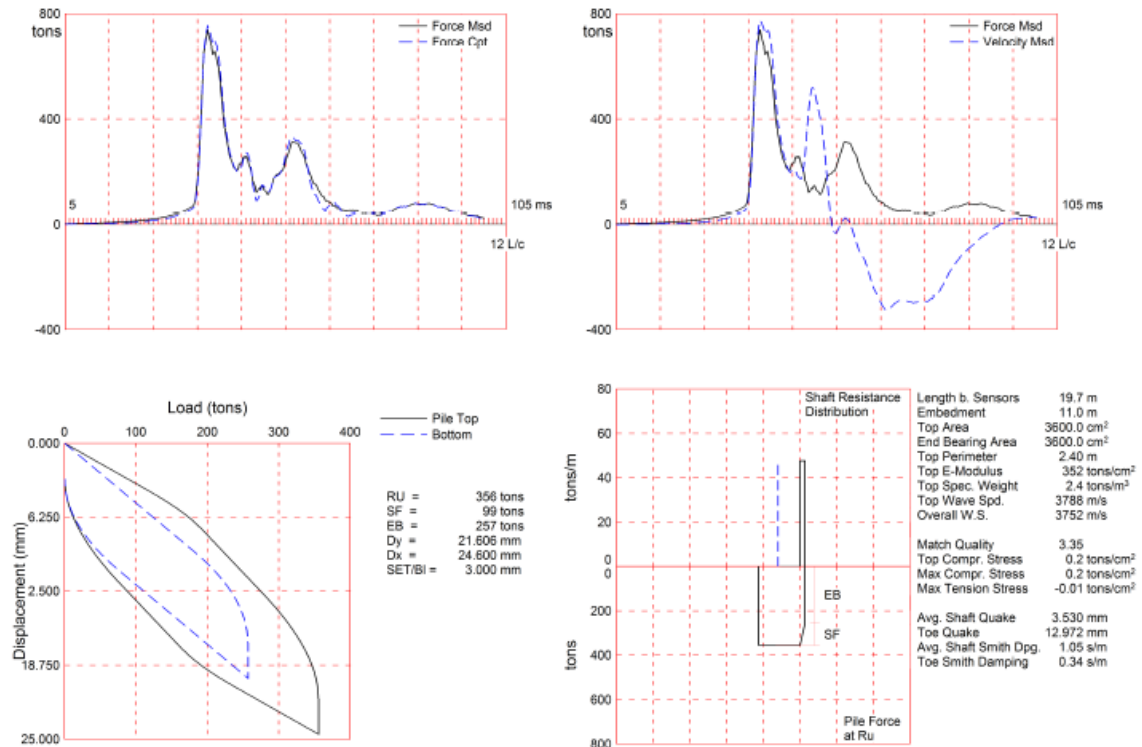 800
tons
400
0
-400
Force Msd
Force Cpt
5
105 ms
12 L/c
800
tons
400
0
-400
Force Msd
Velocity Msd
5
105 ms
12 L/c
Load (tons)
0 100 200 300 400
0.000
6.250
2.500
18.750
25.000
Displacement (mm)
Pile Top
Bottom
RU = 356 tons
SF = 99 tons
EB = 257 tons
Dy = 21.606 mm
Dx = 24.600 mm
SET/Bl = 3.000 mm
80
60
40
20
0
tons/m
Shaft Resistance
Distribution
0
200
400
600
800
tons
EB
SF
Pile Force
at Ru
Length b. Sensors 19.7 m
Embedment 11.0 m
Top Area 3600.0 cm²
End Bearing Area 3600.0 cm²
Top Perimeter 2.40 m
Top E-Modulus 352 tons/cm²
Top Spec. Weight 2.4 tons/m³
Top Wave Spd. 3788 m/s
Overall W.S. 3752 m/s
Match Quality 3.35
Top Compr. Stress 0.2 tons/cm²
Max Compr. Stress 0.2 tons/cm²
Max Tension Stress -0.01 tons/cm²
Avg. Shaft Quake 3.530 mm
Toe Quake 12.972 mm
Avg. Shaft Smith Dpg. 1.05 s/m
Toe Smith Damping 0.34 s/m